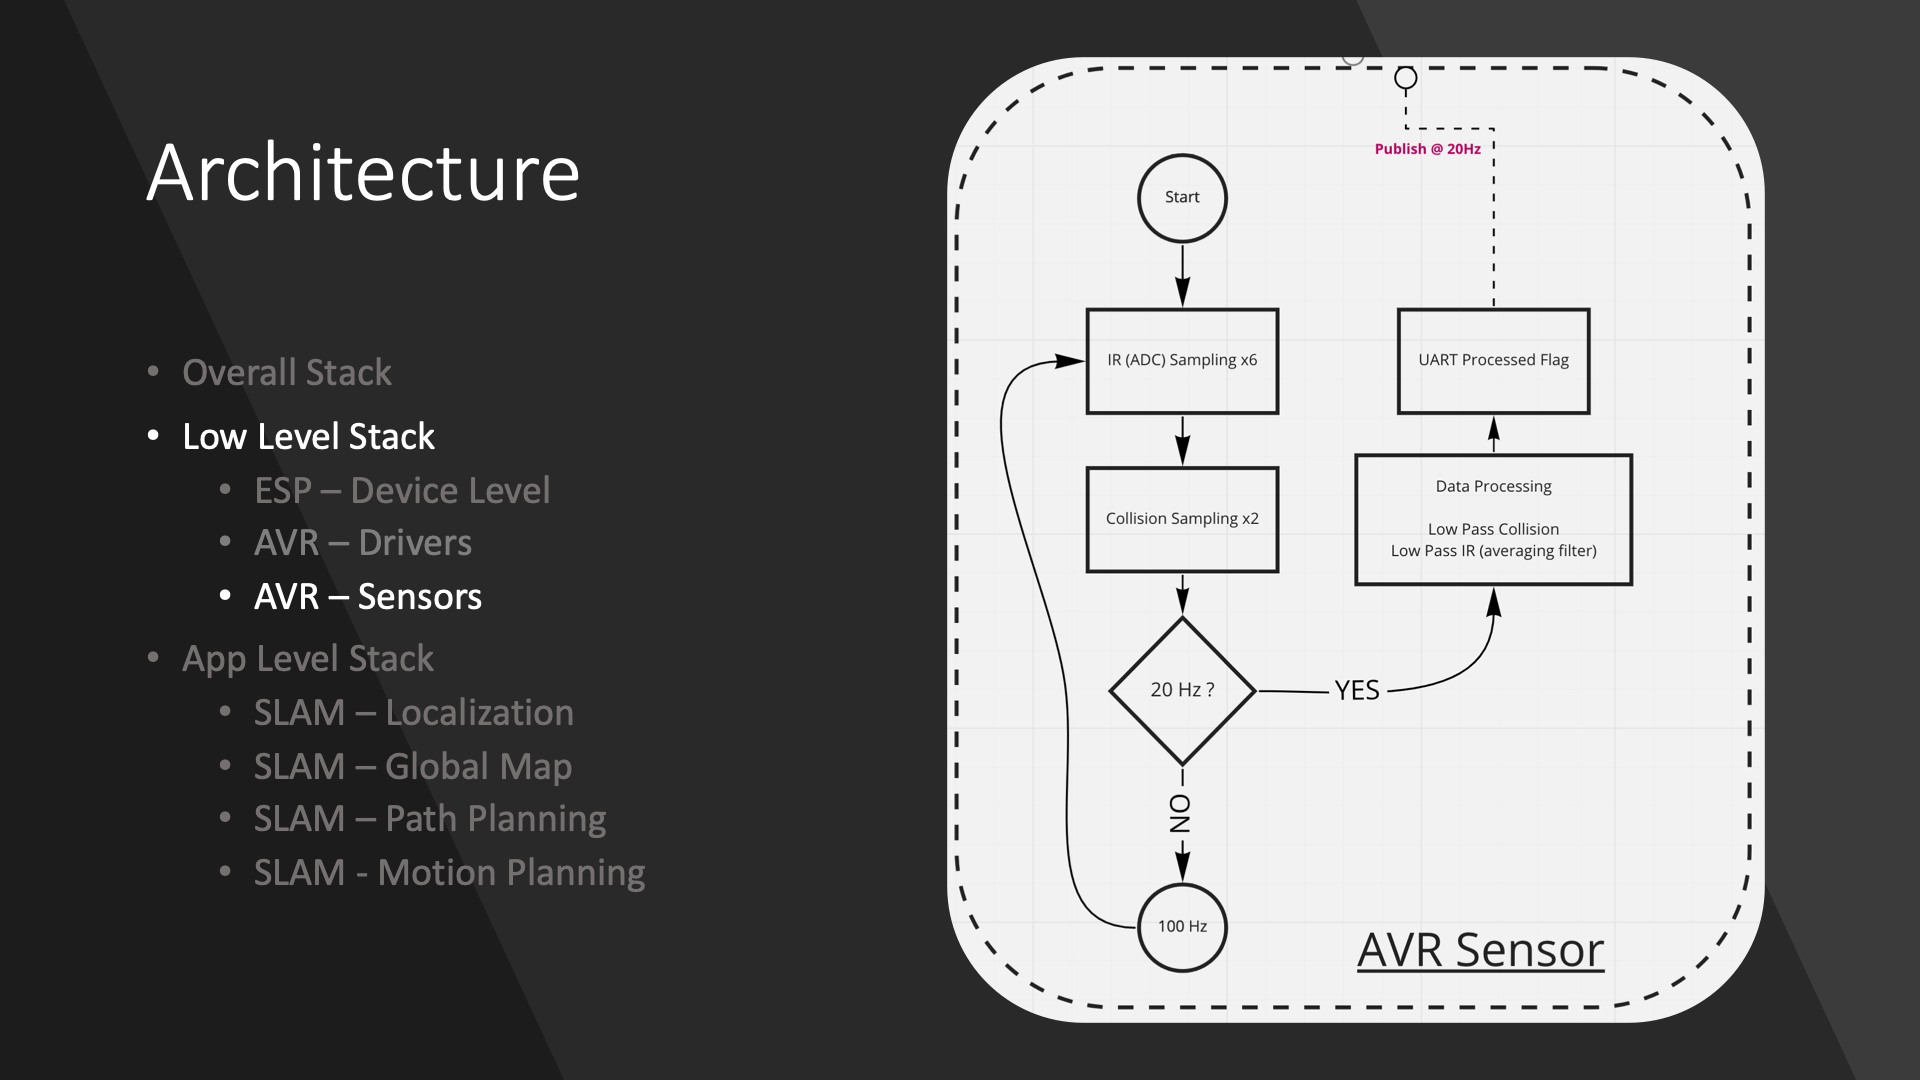 Architecture
• Overall Stack
• Low Level Stack
• ESP – Device Level
• AVR – Drivers
• AVR – Sensors
• App Level Stack
• SLAM – Localization
• SLAM – Global Map
• SLAM – Path Planning
• SLAM - Motion Planning
Publish @ 20Hz
Start
IR (ADC) Sampling x6
UART Processed Flag
Collision Sampling x2
Data Processing
Low Pass Collision
Low Pass IR (averaging filter)
20 Hz ?
YES
NO
100 Hz
AVR Sensor